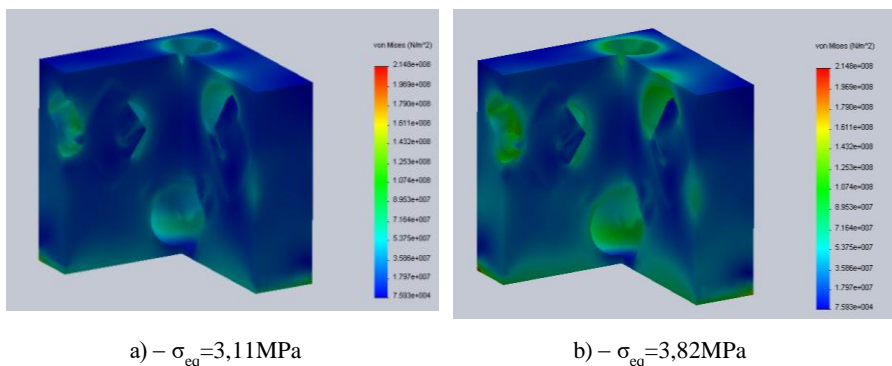 von Mises (N/m^2)
2.148e+008
1.969e+008
1.790e+008
1.611e+008
1.432e+008
1.253e+008
1.074e+008
8.953e+007
7.164e+007
5.375e+007
3.586e+007
1.797e+007
7.593e+004
von Mises (N/m^2)
2.148e+008
1.969e+008
1.790e+008
1.611e+008
1.432e+008
1.253e+008
1.074e+008
8.953e+007
7.164e+007
5.375e+007
3.586e+007
1.797e+007
7.593e+004
a) – σeq=3,11MPa
b) – σeq=3,82MPa